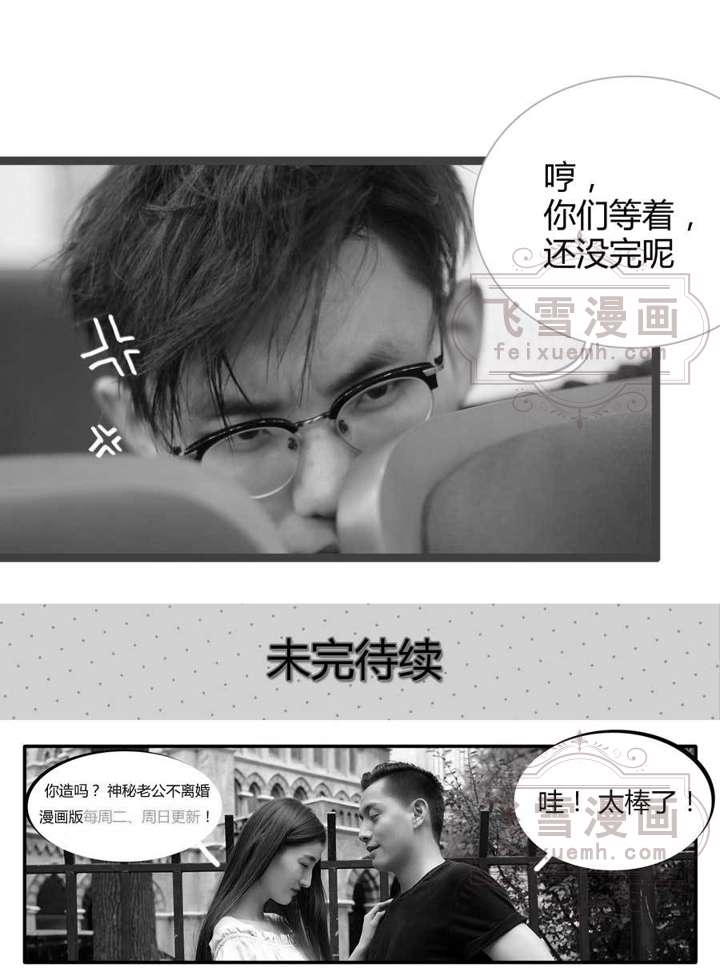 哼，
你们等着，
还没完呢
飞雪漫画
feixuemh.com
未完待续
你造吗？神秘老公不离婚
漫画版每周二、周日更新！
哇！太棒了！
飞雪漫画
feixuemh.com